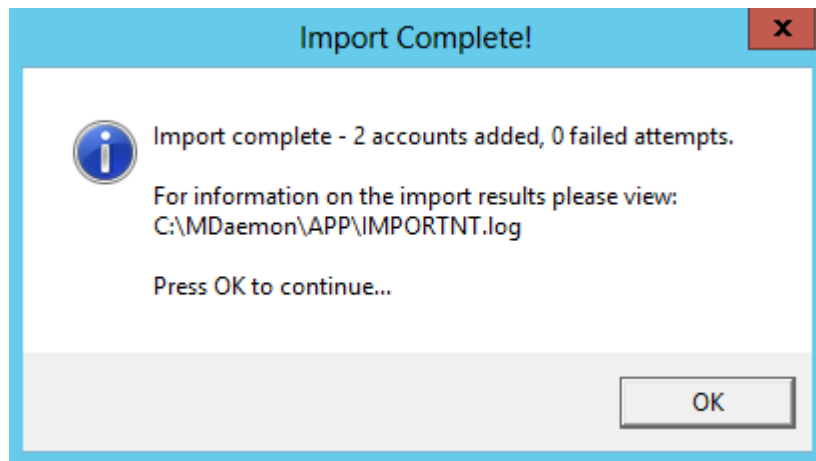 Import Complete!
x
Import complete - 2 accounts added, 0 failed attempts.
For information on the import results please view:
C:\MDaemon\APP\IMPORTNT.log
Press OK to continue...
OK